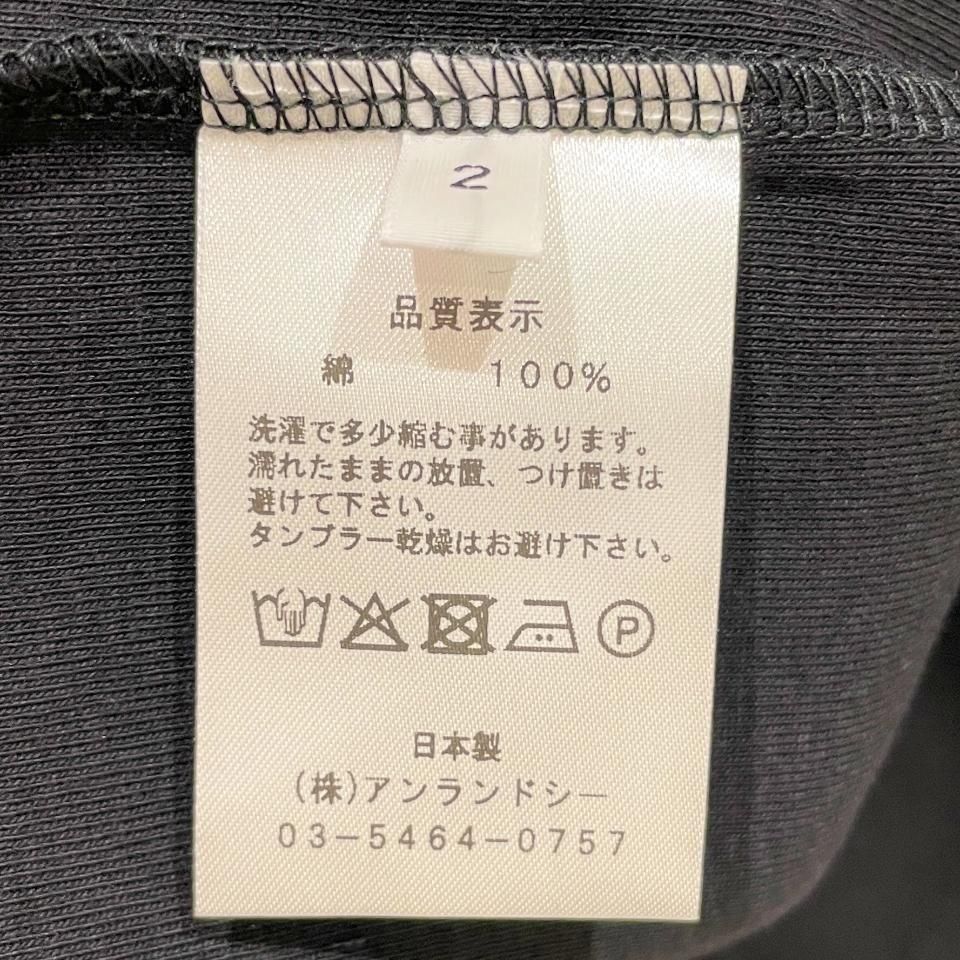 2
品質表示
綿 100%
洗濯で多少縮む事があります。
濡れたままの放置、つけ置きは
避けて下さい。
タンブラー乾燥はお避け下さい。
P
日本製
(株)アンランドシー
03-5464-0757